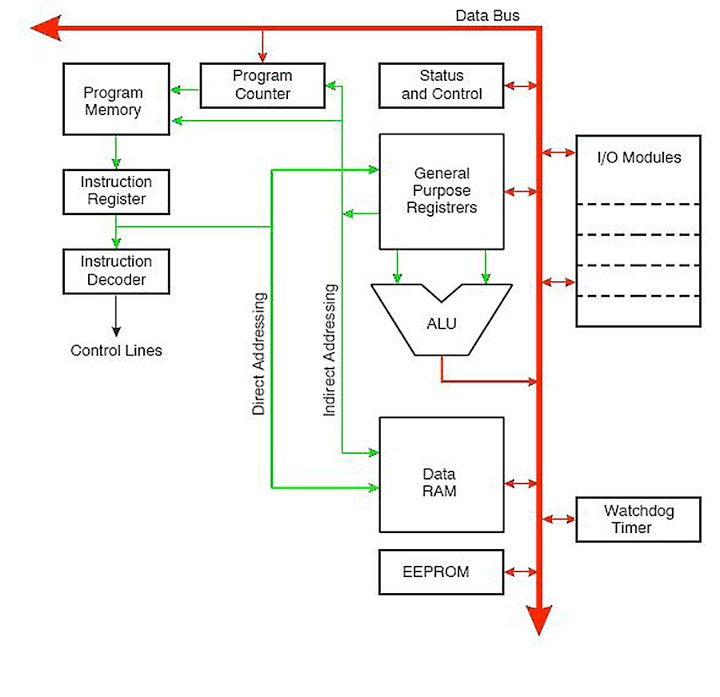 Data Bus
Program
Memory
Program
Counter
Status
and Control
I/O Modules
General
Purpose
Registrers
Instruction
Register
Instruction
Decoder
Control Lines
Direct Addressing
Indirect Addressing
ALU
Data
RAM
Watchdog
Timer
EEPROM